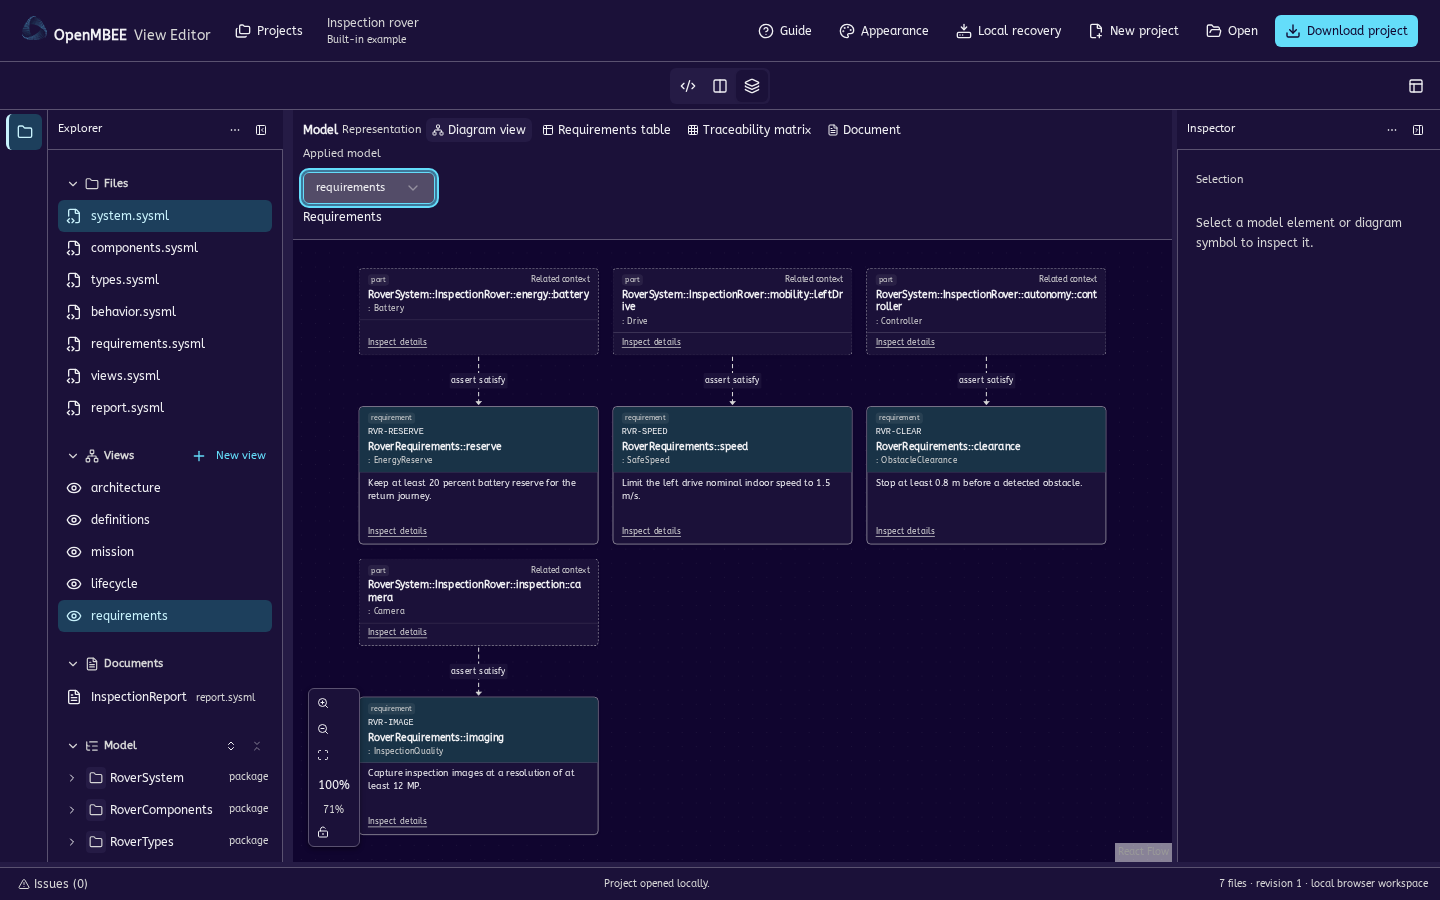 OpenMBEE View Editor
Projects
Inspection rover
Built-in example
Guide
Appearance
Local recovery
New project
Open
Download project
Explorer
Files
system.sysml
components.sysml
types.sysml
behavior.sysml
requirements.sysml
views.sysml
report.sysml
Views
New view
architecture
definitions
mission
lifecycle
requirements
Documents
InspectionReport report.sysml
Model
RoverSystem package
RoverComponents package
RoverTypes package
Model Representation Diagram view Requirements table Traceability matrix Document
Applied model
requirements
Requirements
part Related context
RoverSystem::InspectionRover::energy::battery
: Battery
Inspect details
assert satisfy
requirement
RVR-RESERVE
RoverRequirements::reserve
: EnergyReserve
Keep at least 20 percent battery reserve for the
return journey.
Inspect details
part Related context
RoverSystem::InspectionRover::mobility::leftDr
ive
: Drive
Inspect details
assert satisfy
requirement
RVR-SPEED
RoverRequirements::speed
: SafeSpeed
Limit the left drive nominal indoor speed to 1.5
m/s.
Inspect details
part Related context
RoverSystem::InspectionRover::autonomy::cont
roller
: Controller
Inspect details
assert satisfy
requirement
RVR-CLEAR
RoverRequirements::clearance
: ObstacleClearance
Stop at least 0.8 m before a detected obstacle.
Inspect details
part Related context
RoverSystem::InspectionRover::inspection::ca
mera
: Camera
Inspect details
assert satisfy
requirement
RVR-IMAGE
RoverRequirements::imaging
: InspectionQuality
Capture inspection images at a resolution of at
least 12 MP.
Inspect details
100%
71%
React Flow
Inspector
Selection
Select a model element or diagram
symbol to inspect it.
Issues (0)
Project opened locally.
7 files · revision 1 · local browser workspace